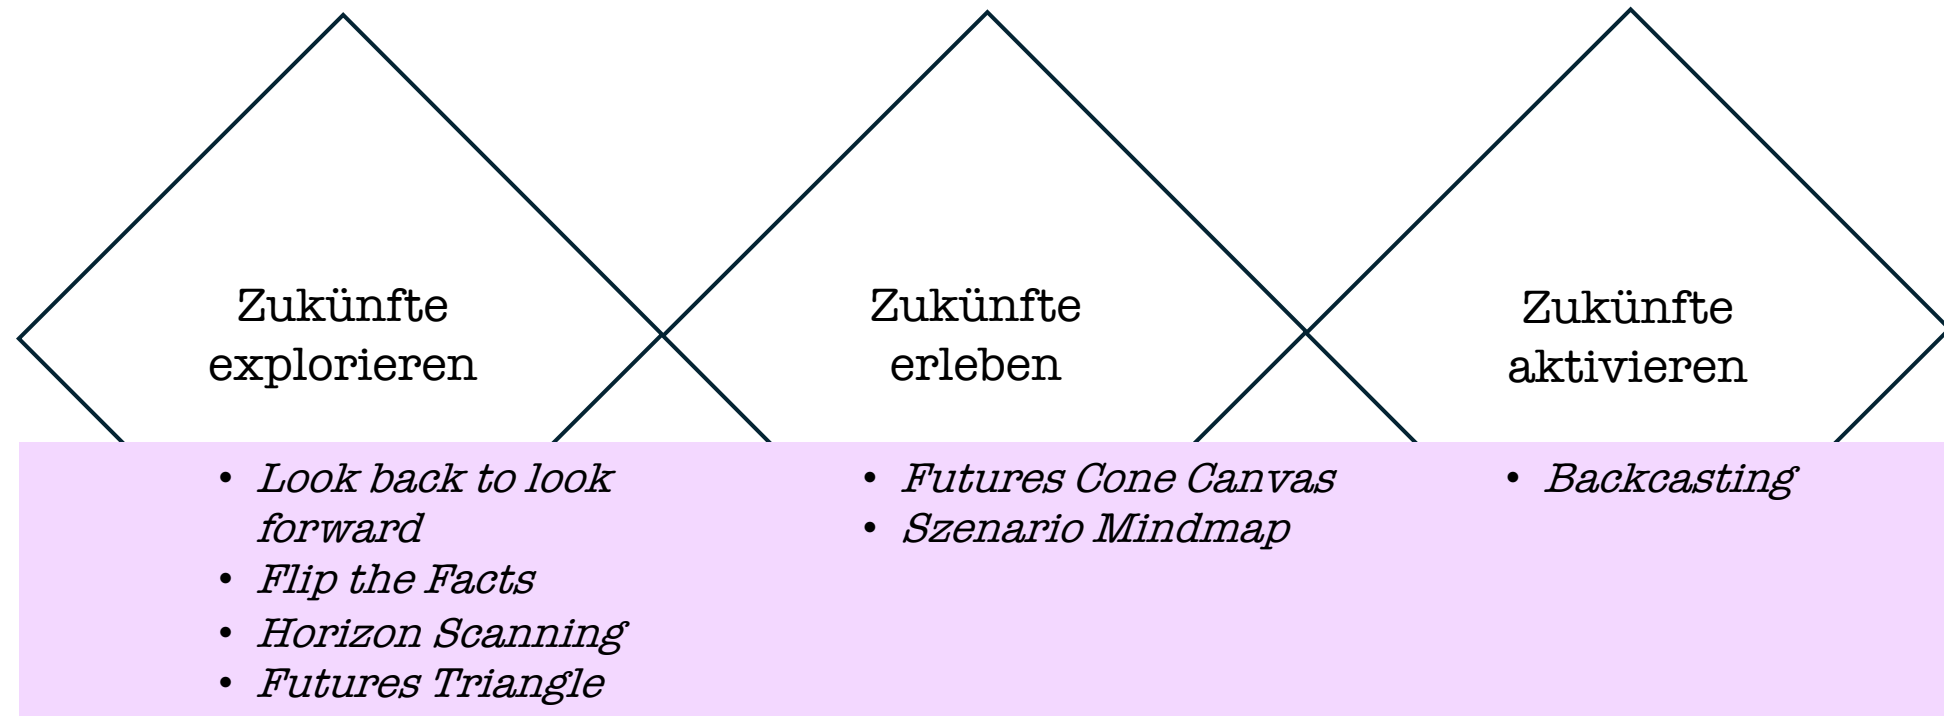 Zukünfte
explorieren
Zukünfte
erleben
Zukünfte
aktivieren
• Look back to look
forward
• Flip the Facts
• Horizon Scanning
• Futures Triangle
• Futures Cone Canvas
• Szenario Mindmap
• Backcasting